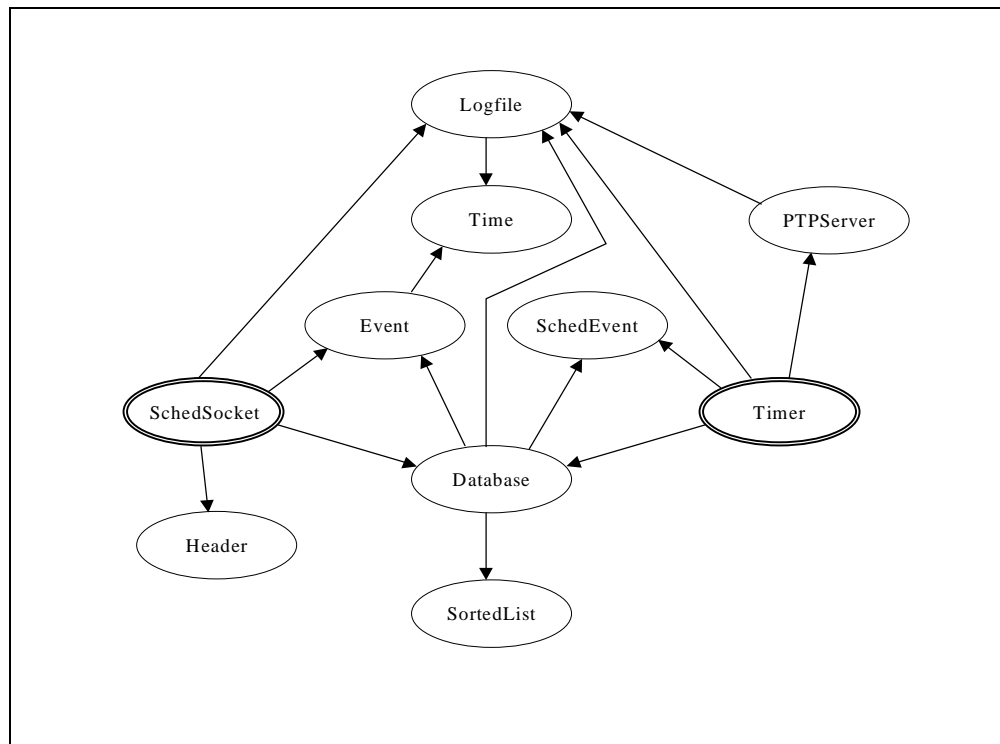 Logfile
Time
PTPServer
Event
SchedEvent
SchedSocket
Timer
Database
Header
SortedList